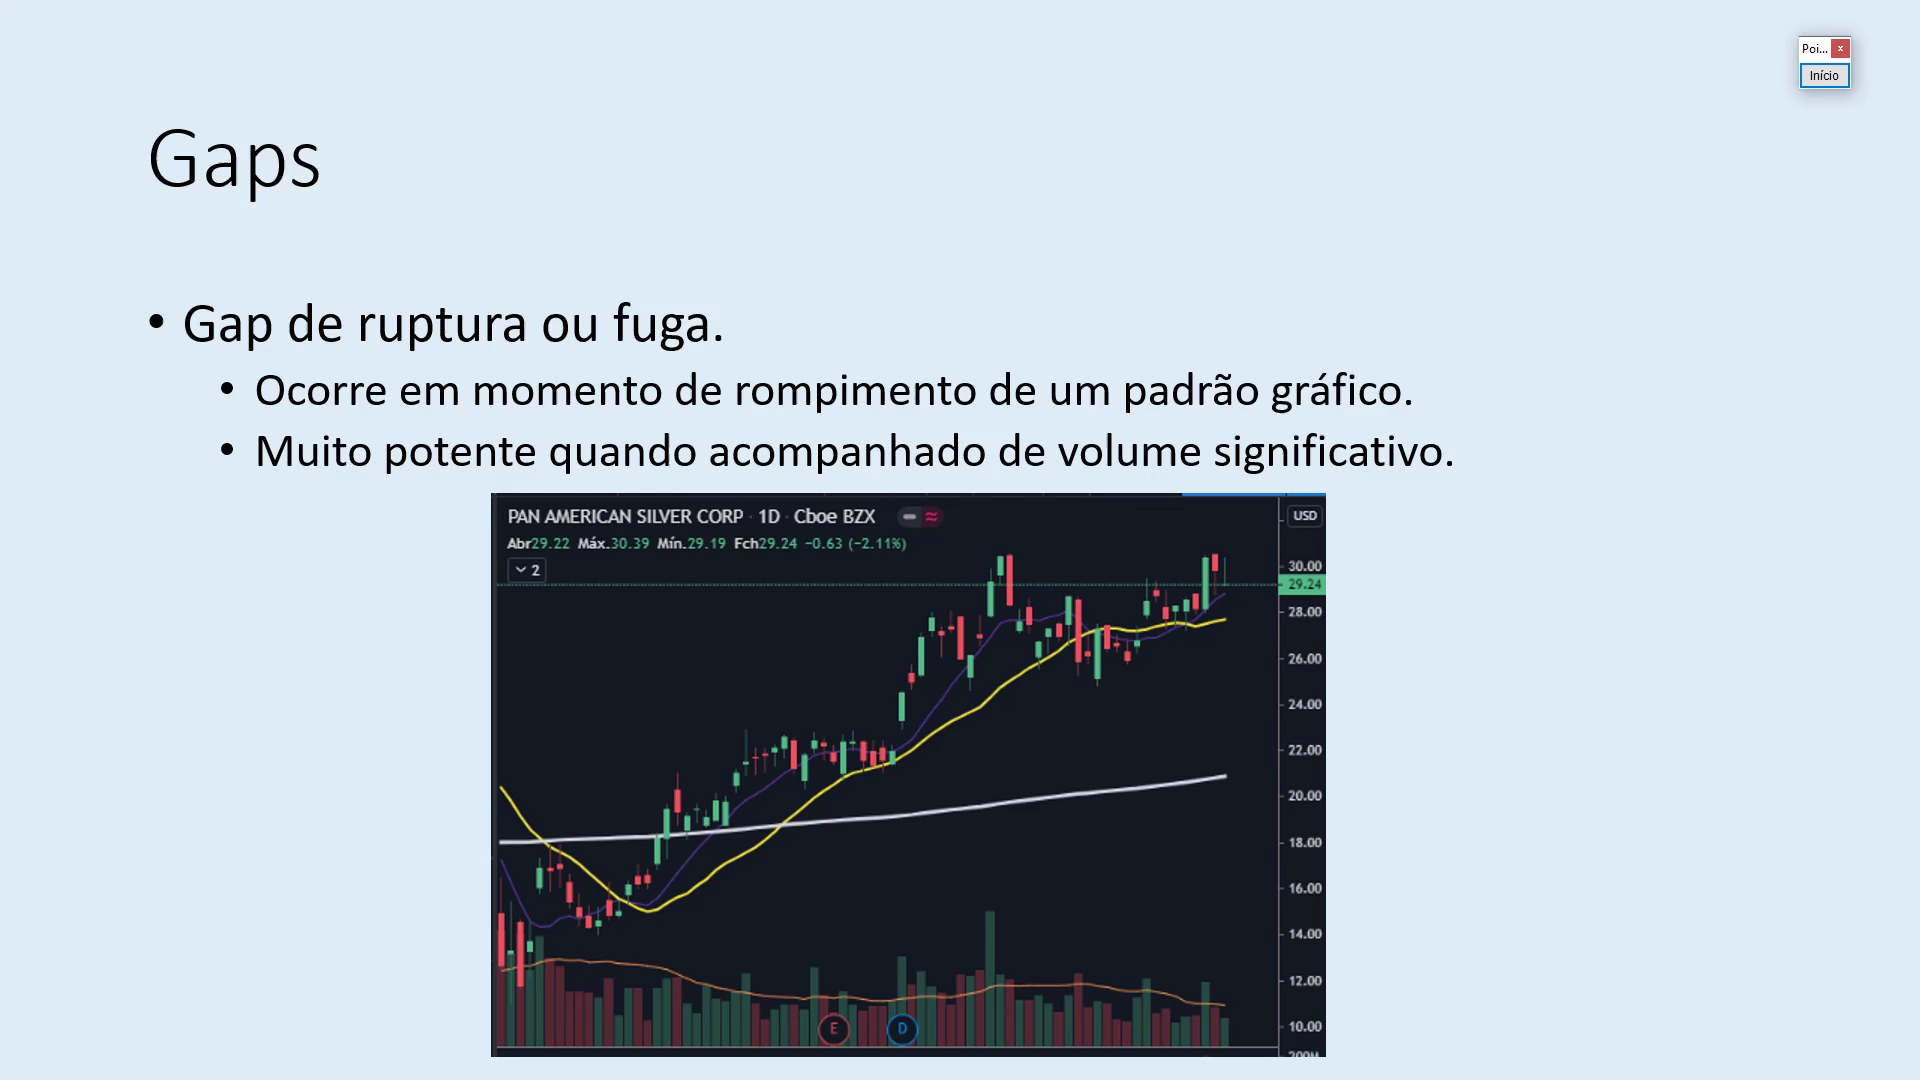 Poi... x
Início
Gaps
• Gap de ruptura ou fuga.
• Ocorre em momento de rompimento de um padrão gráfico.
• Muito potente quando acompanhado de volume significativo.
PAN AMERICAN SILVER CORP · 1D · Cboe BZX
USD
Abr29.22 Máx.30.39 Mín.29.19 Fch29.24 −0.63 (−2.11%)
2
30.00
29.24
28.00
26.00
24.00
22.00
20.00
18.00
16.00
14.00
12.00
E D
10.00
200M